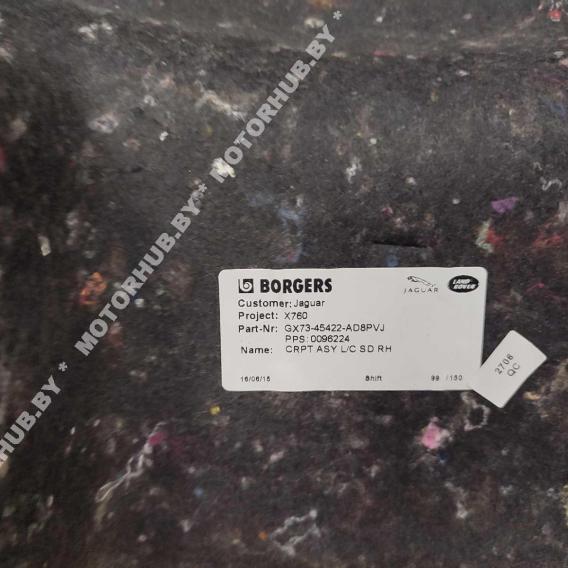 * MOTORHUB.BY * MOTORHUB.BY * MOTORHUB.BY *
BORGERS
JAGUAR
LAND ROVER
Customer: Jaguar
Project: X760
Part-Nr: GX73-45422-AD8PVJ
PPS: 0096224
Name: CRPT ASY L/C SD RH
16/06/15 Shift 99 /150
2706
QC